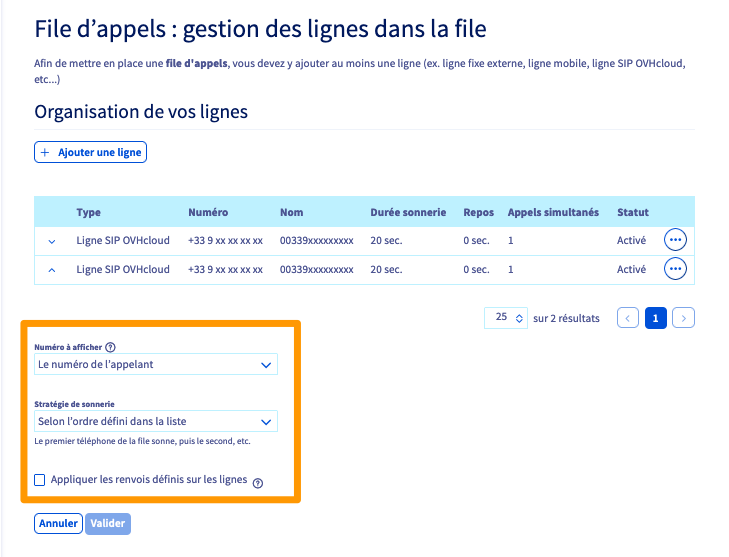 File d’appels : gestion des lignes dans la file
Afin de mettre en place une file d'appels, vous devez y ajouter au moins une ligne (ex. ligne fixe externe, ligne mobile, ligne SIP OVHcloud,
etc...)
Organisation de vos lignes
+ Ajouter une ligne
Type Numéro Nom Durée sonnerie Repos Appels simultanés Statut
Ligne SIP OVHcloud +33 9 xx xx xx xx 00339xxxxxxxxx 20 sec. 0 sec. 1 Activé
Ligne SIP OVHcloud +33 9 xx xx xx xx 00339xxxxxxxxx 20 sec. 0 sec. 1 Activé
25 sur 2 résultats 1
Numéro à afficher ?
Le numéro de l’appelant
Stratégie de sonnerie
Selon l’ordre défini dans la liste
Le premier téléphone de la file sonne, puis le second, etc.
Appliquer les renvois définis sur les lignes ?
Annuler Valider